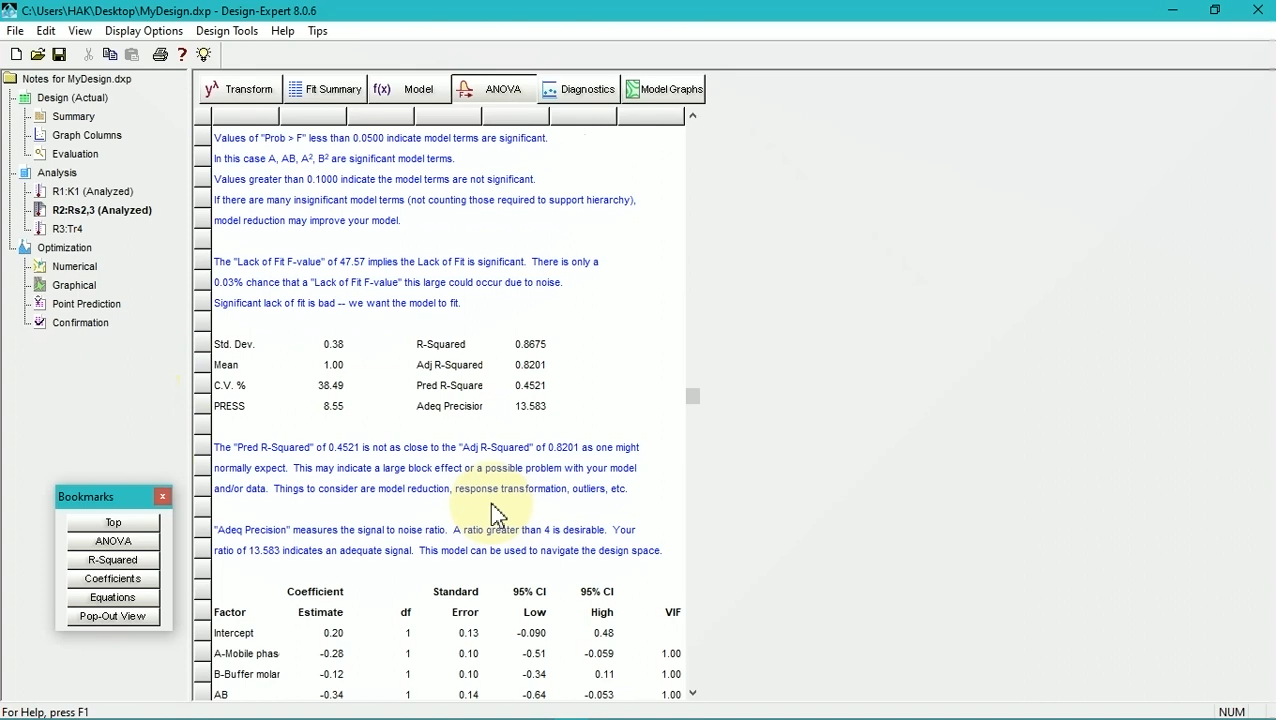 C:\Users\HAK\Desktop\MyDesign.dxp - Design-Expert 8.0.6
File Edit View Display Options Design Tools Help Tips
Notes for MyDesign.dxp
Design (Actual)
Summary
Graph Columns
Evaluation
Analysis
R1:K1 (Analyzed)
R2:Rs2,3 (Analyzed)
R3:Tr4
Optimization
Numerical
Graphical
Point Prediction
Confirmation
Bookmarks
Top
ANOVA
R-Squared
Coefficients
Equations
Pop-Out View
yλ Transform Fit Summary f(x) Model ANOVA Diagnostics Model Graphs
Values of "Prob > F" less than 0.0500 indicate model terms are significant.
In this case A, AB, A², B² are significant model terms.
Values greater than 0.1000 indicate the model terms are not significant.
If there are many insignificant model terms (not counting those required to support hierarchy),
model reduction may improve your model.
The "Lack of Fit F-value" of 47.57 implies the Lack of Fit is significant. There is only a
0.03% chance that a "Lack of Fit F-value" this large could occur due to noise.
Significant lack of fit is bad -- we want the model to fit.
Std. Dev. 0.38 R-Squared 0.8675
Mean 1.00 Adj R-Squared 0.8201
C.V. % 38.49 Pred R-Square 0.4521
PRESS 8.55 Adeq Precisior 13.583
The "Pred R-Squared" of 0.4521 is not as close to the "Adj R-Squared" of 0.8201 as one might
normally expect. This may indicate a large block effect or a possible problem with your model
and/or data. Things to consider are model reduction, response transformation, outliers, etc.
"Adeq Precision" measures the signal to noise ratio. A ratio greater than 4 is desirable. Your
ratio of 13.583 indicates an adequate signal. This model can be used to navigate the design space.
Coefficient Standard 95% CI 95% CI
Factor Estimate df Error Low High VIF
Intercept 0.20 1 0.13 -0.090 0.48
A-Mobile phas -0.28 1 0.10 -0.51 -0.059 1.00
B-Buffer molar -0.12 1 0.10 -0.34 0.11 1.00
AB -0.34 1 0.14 -0.64 -0.053 1.00
For Help, press F1
NUM